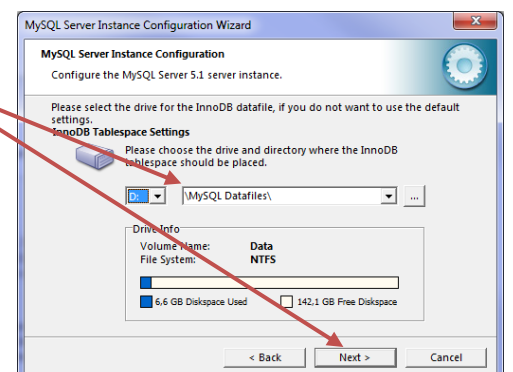 MySQL Server Instance Configuration Wizard
MySQL Server Instance Configuration
Configure the MySQL Server 5.1 server instance.
Please select the drive for the InnoDB datafile, if you do not want to use the default
settings.
InnoDB Tablespace Settings
Please choose the drive and directory where the InnoDB
tablespace should be placed.
D: \MySQL Datafiles\ ...
Drive Info
Volume Name: Data
File System: NTFS
6,6 GB Diskspace Used 142,1 GB Free Diskspace
< Back Next > Cancel